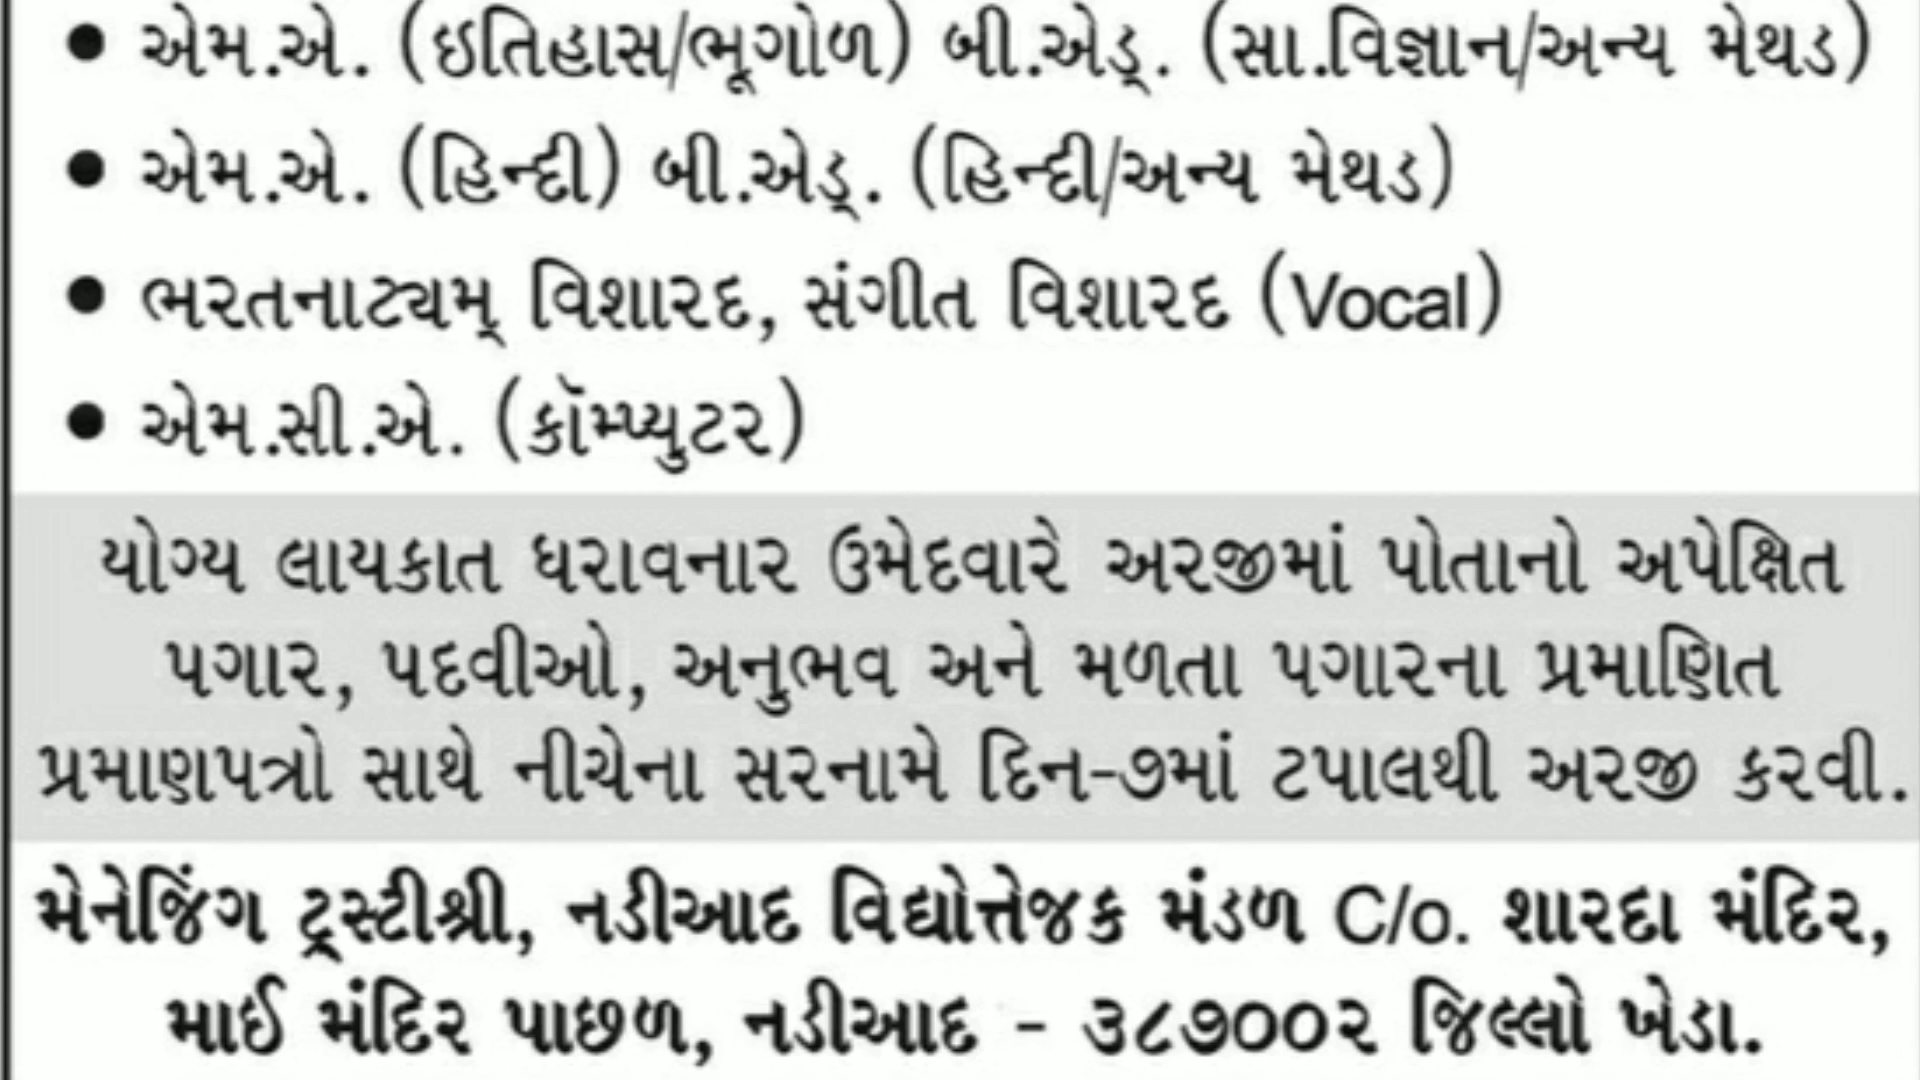 • એમ.એ. (ઇતિહાસ/ભૂગોળ) બી.એડ્. (સા.વિજ્ઞાન/અન્ય મેથડ)
• એમ.એ. (હિન્દી) બી.એડ્. (હિન્દી/અન્ય મેથડ)
• ભરતનાટ્યમ્ વિશારદ, સંગીત વિશારદ (Vocal)
• એમ.સી.એ. (કૉમ્પ્યુટર)
યોગ્ય લાયકાત ધરાવનાર ઉમેદવારે અરજીમાં પોતાનો અપેક્ષિત
પગાર, પદવીઓ, અનુભવ અને મળતા પગારના પ્રમાણિત
પ્રમાણપત્રો સાથે નીચેના સરનામે દિન-૭માં ટપાલથી અરજી કરવી.
મેનેજિંગ ટ્રસ્ટીશ્રી, નડીઆદ વિદ્યોત્તેજક મંડળ C/o. શારદા મંદિર,
માઈ મંદિર પાછળ, નડીઆદ - ૩૮૭૦૦૨ જિલ્લો ખેડા.